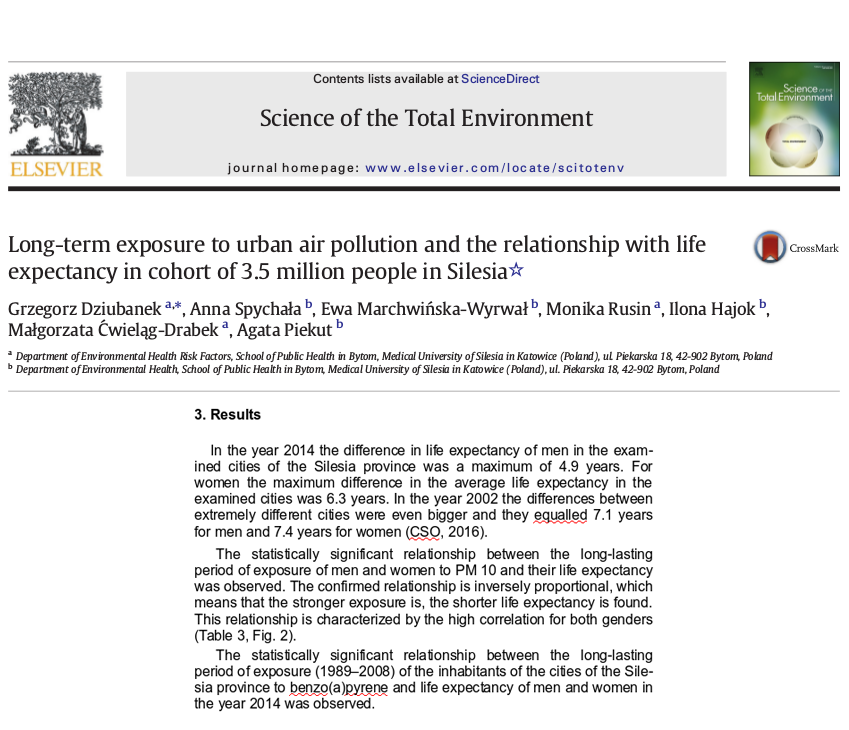 Contents lists available at ScienceDirect
Science of the Total Environment
journal homepage: www.elsevier.com/locate/scitotenv
ELSEVIER
Science OF THE
Total Environment
Long-term exposure to urban air pollution and the relationship with life
expectancy in cohort of 3.5 million people in Silesia☆
CrossMark
Grzegorz Dziubanek a,*, Anna Spychała b, Ewa Marchwińska-Wyrwał b, Monika Rusin a, Ilona Hajok b,
Małgorzata Ćwieląg-Drabek a, Agata Piekut b
a Department of Environmental Health Risk Factors, School of Public Health in Bytom, Medical University of Silesia in Katowice (Poland), ul. Piekarska 18, 42-902 Bytom, Poland
b Department of Environmental Health, School of Public Health in Bytom, Medical University of Silesia in Katowice (Poland), ul. Piekarska 18, 42-902 Bytom, Poland
3. Results
In the year 2014 the difference in life expectancy of men in the exam-
ined cities of the Silesia province was a maximum of 4.9 years. For
women the maximum difference in the average life expectancy in the
examined cities was 6.3 years. In the year 2002 the differences between
extremely different cities were even bigger and they equalled 7.1 years
for men and 7.4 years for women (CSO, 2016).
The statistically significant relationship between the long-lasting
period of exposure of men and women to PM 10 and their life expectancy
was observed. The confirmed relationship is inversely proportional, which
means that the stronger exposure is, the shorter life expectancy is found.
This relationship is characterized by the high correlation for both genders
(Table 3, Fig. 2).
The statistically significant relationship between the long-lasting
period of exposure (1989–2008) of the inhabitants of the cities of the Sile-
sia province to benzo(a)pyrene and life expectancy of men and women in
the year 2014 was observed.